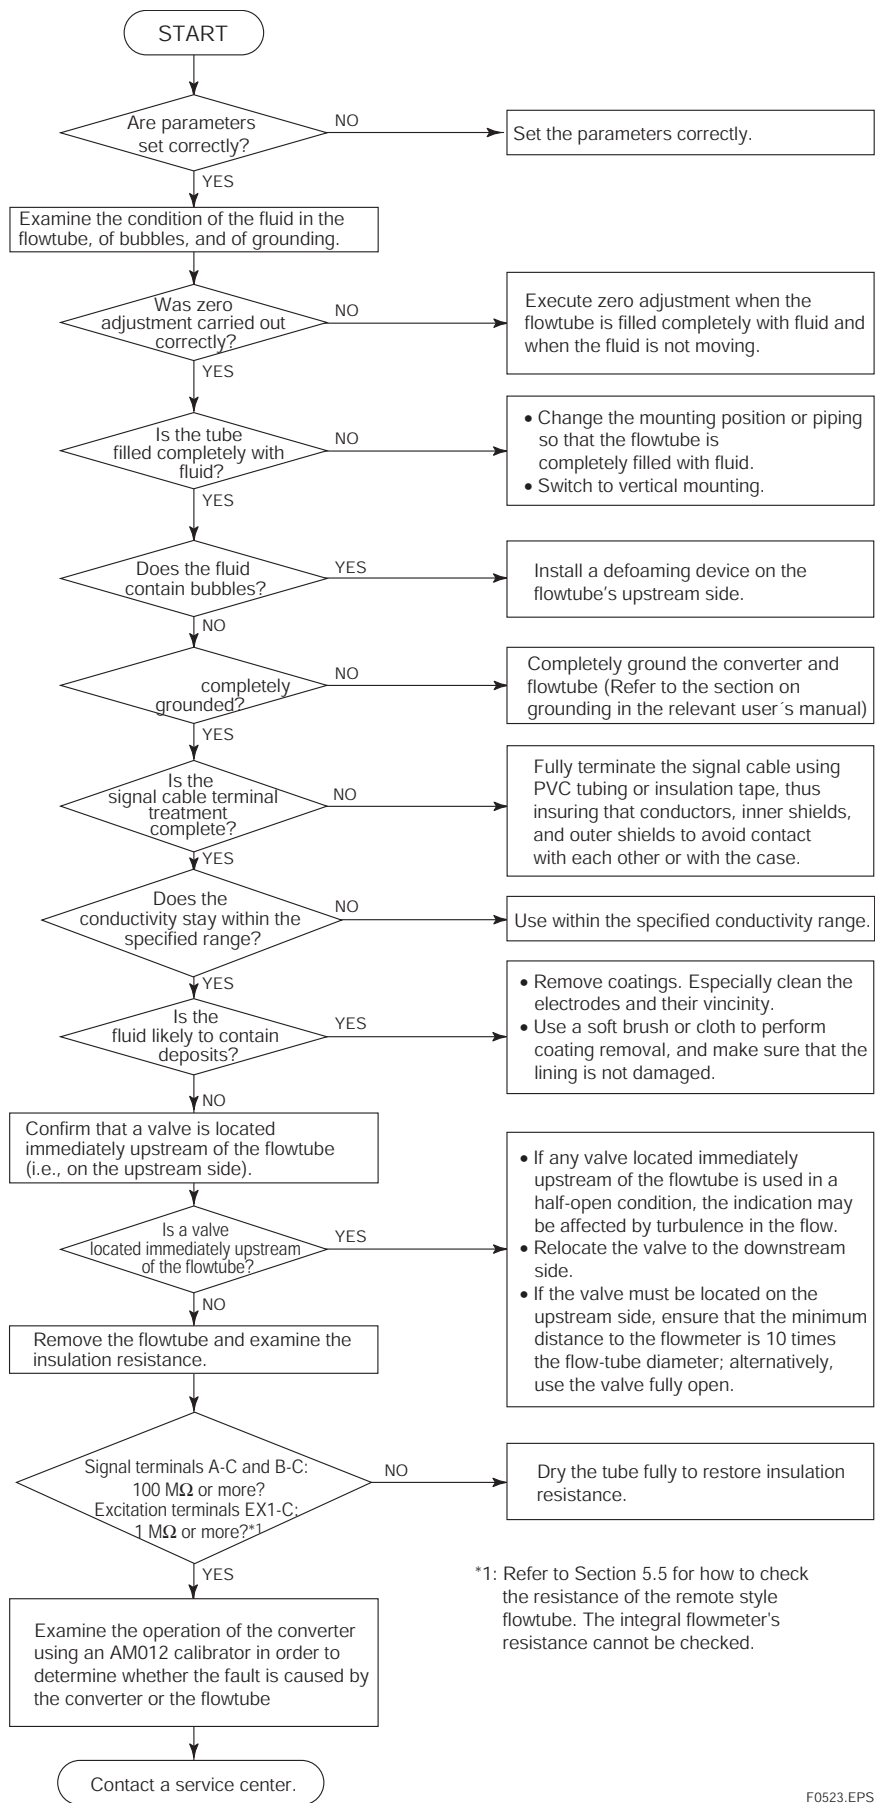 START
Are parameters
set correctly?
NO
Set the parameters correctly.
YES
Examine the condition of the fluid in the
flowtube, of bubbles, and of grounding.
Was zero
adjustment carried out
correctly?
NO
Execute zero adjustment when the
flowtube is filled completely with fluid and
when the fluid is not moving.
YES
Is the tube
filled completely with
fluid?
NO
• Change the mounting position or piping
so that the flowtube is
completely filled with fluid.
• Switch to vertical mounting.
YES
Does the fluid
contain bubbles?
YES
Install a defoaming device on the
flowtube's upstream side.
NO
completely
grounded?
NO
Completely ground the converter and
flowtube (Refer to the section on
grounding in the relevant user´s manual)
YES
Is the
signal cable terminal
treatment
complete?
NO
Fully terminate the signal cable using
PVC tubing or insulation tape, thus
insuring that conductors, inner shields,
and outer shields to avoid contact
with each other or with the case.
YES
Does the
conductivity stay within the
specified range?
NO
Use within the specified conductivity range.
YES
Is the
fluid likely to contain
deposits?
YES
• Remove coatings. Especially clean the
electrodes and their vincinity.
• Use a soft brush or cloth to perform
coating removal, and make sure that the
lining is not damaged.
NO
Confirm that a valve is located
immediately upstream of the flowtube
(i.e., on the upstream side).
Is a valve
located immediately upstream
of the flowtube?
YES
• If any valve located immediately
upstream of the flowtube is used in a
half-open condition, the indication may
be affected by turbulence in the flow.
• Relocate the valve to the downstream
side.
• If the valve must be located on the
upstream side, ensure that the minimum
distance to the flowmeter is 10 times
the flow-tube diameter; alternatively,
use the valve fully open.
NO
Remove the flowtube and examine the
insulation resistance.
Signal terminals A-C and B-C:
100 MΩ or more?
Excitation terminals EX1-C:
1 MΩ or more?*1
NO
Dry the tube fully to restore insulation
resistance.
YES
*1: Refer to Section 5.5 for how to check
the resistance of the remote style
flowtube. The integral flowmeter's
resistance cannot be checked.
Examine the operation of the converter
using an AM012 calibrator in order to
determine whether the fault is caused by
the converter or the flowtube
Contact a service center.
F0523.EPS